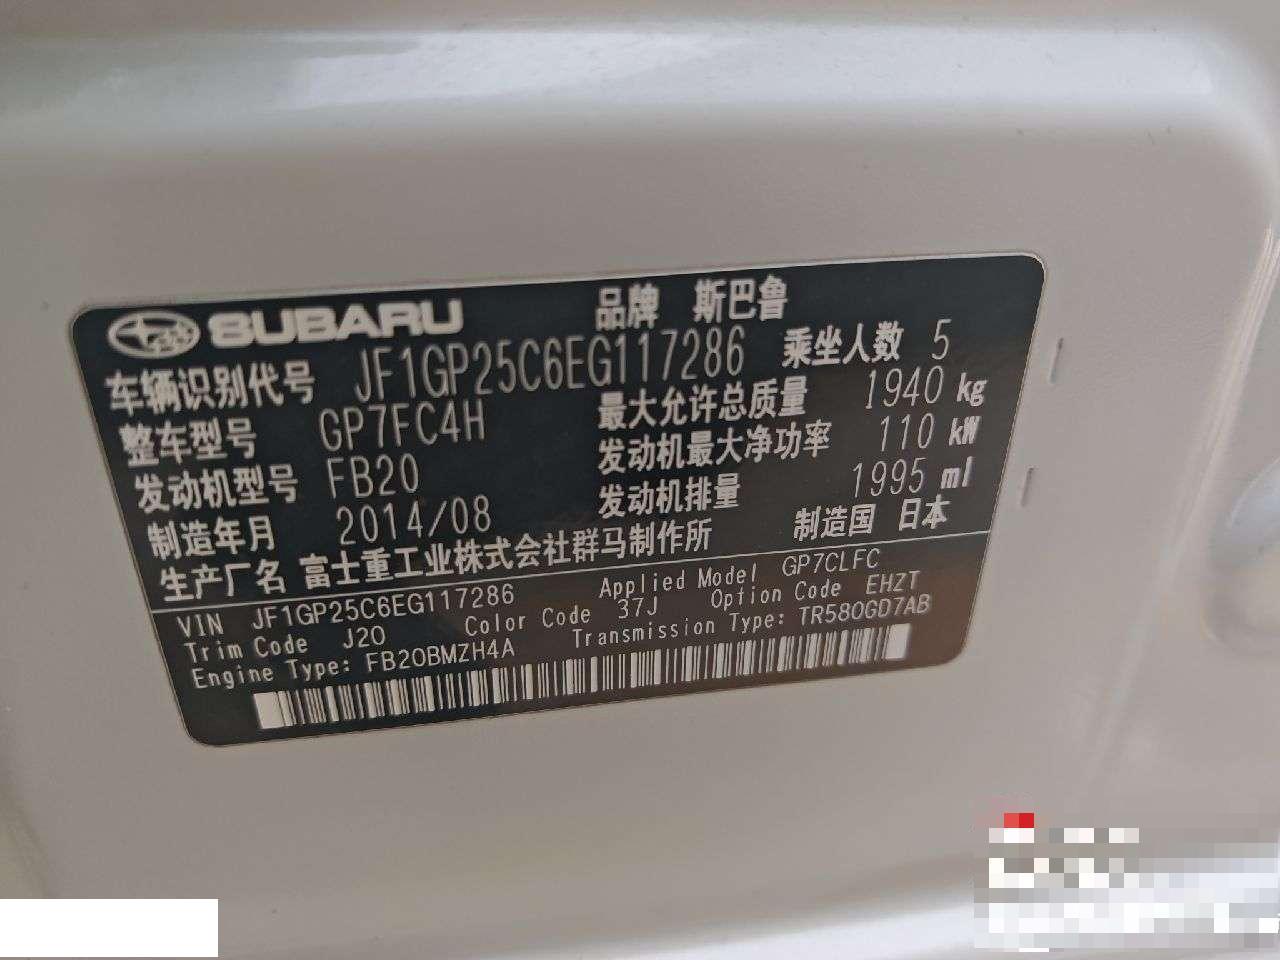 SUBARU 品牌 斯巴鲁
车辆识别代号 JF1GP25C6EG117286 乘坐人数 5
整车型号 GP7FC4H 最大允许总质量 1940 kg
发动机型号 FB20 发动机最大净功率 110 kW
制造年月 2014/08 发动机排量 1995 ml
生产厂名 富士重工业株式会社群马制作所 制造国 日本
VIN JF1GP25C6EG117286 Applied Model GP7CLFC
Trim Code J20 Color Code 37J Option Code EHZT
Engine Type: FB20BMZH4A Transmission Type: TR580GD7AB